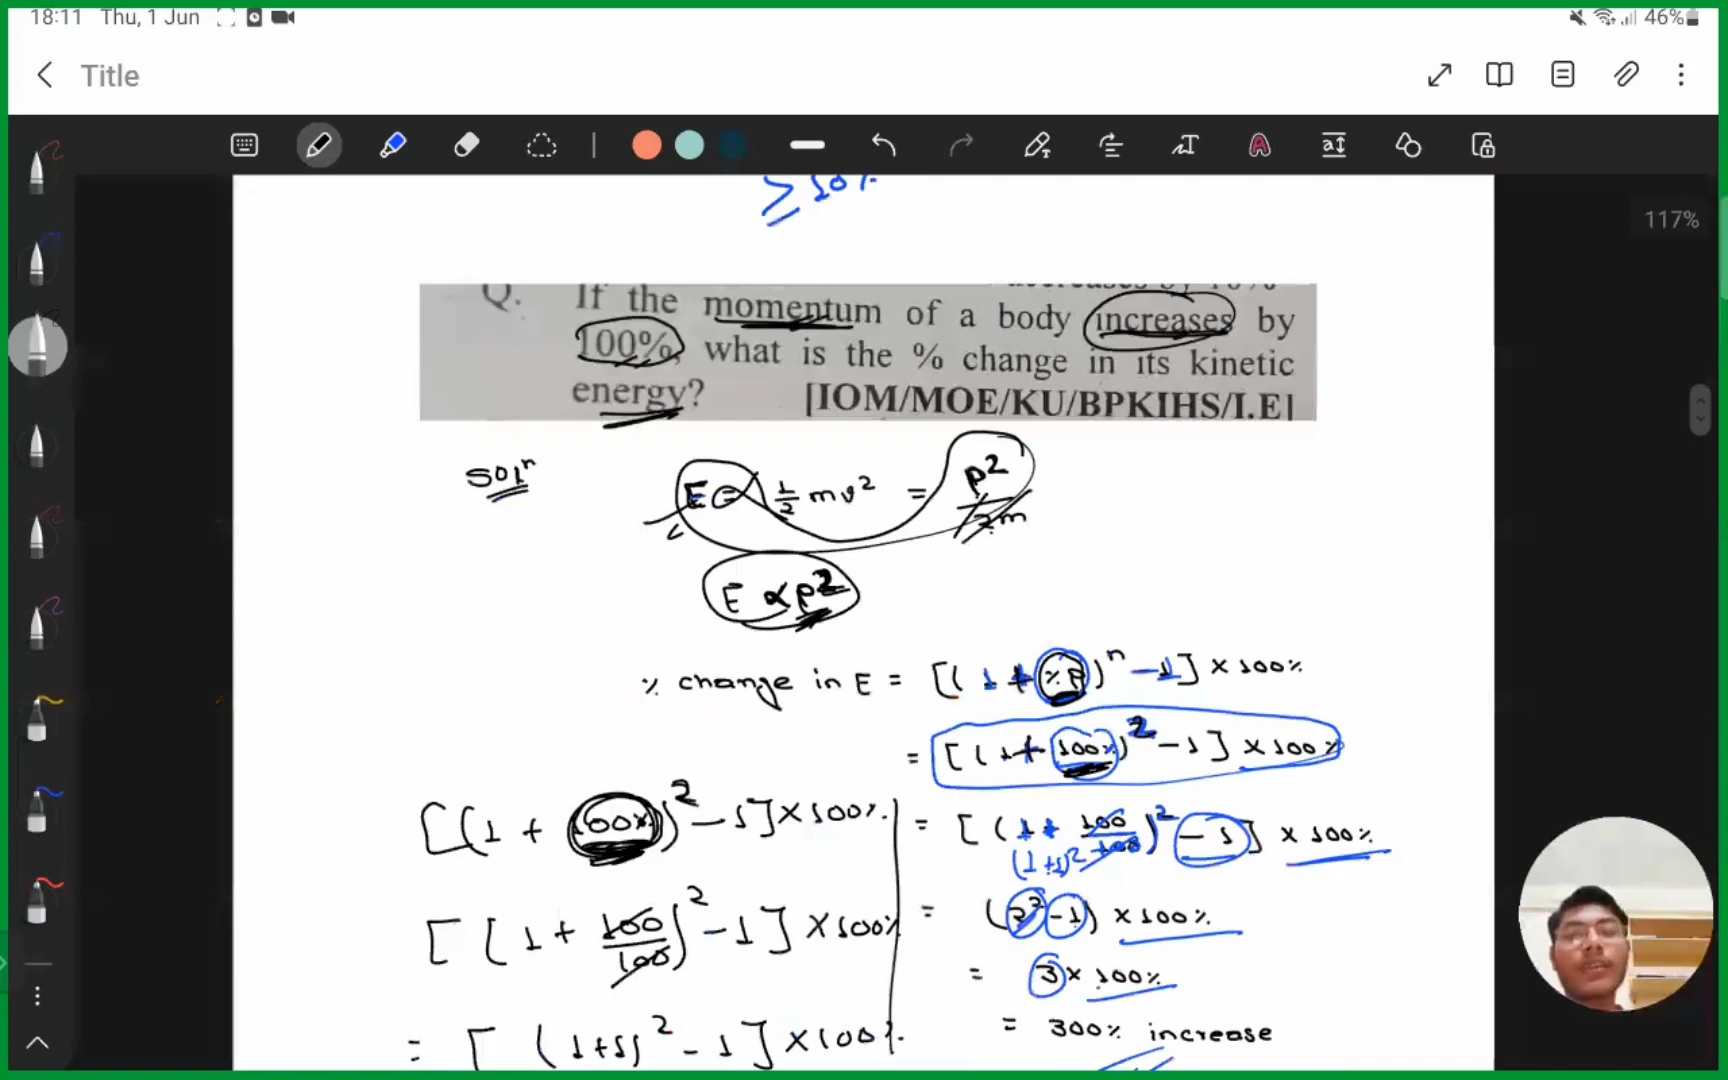 18:11 Thu, 1 Jun
46%
Title
117%
≥ 10%
Q. If the momentum of a body increases by
100%, what is the % change in its kinetic
energy? [IOM/MOE/KU/BPKIHS/I.E]
Solⁿ
E = 1/2 mv² = p²/2m
E ∝ p²
% change in E = [(1 + %p)ⁿ - 1] × 100%
= [(1 + 100%)² - 1] × 100%
= [(1 + 100/100)² - 1] × 100%
(1+1)²
= (2² - 1) × 100%
= 3 × 100%
= 300% increase
[(1 + 100%)² - 1] × 100%
[(1 + 100/100)² - 1] × 100%
= [(1+1)² - 1] × 100%